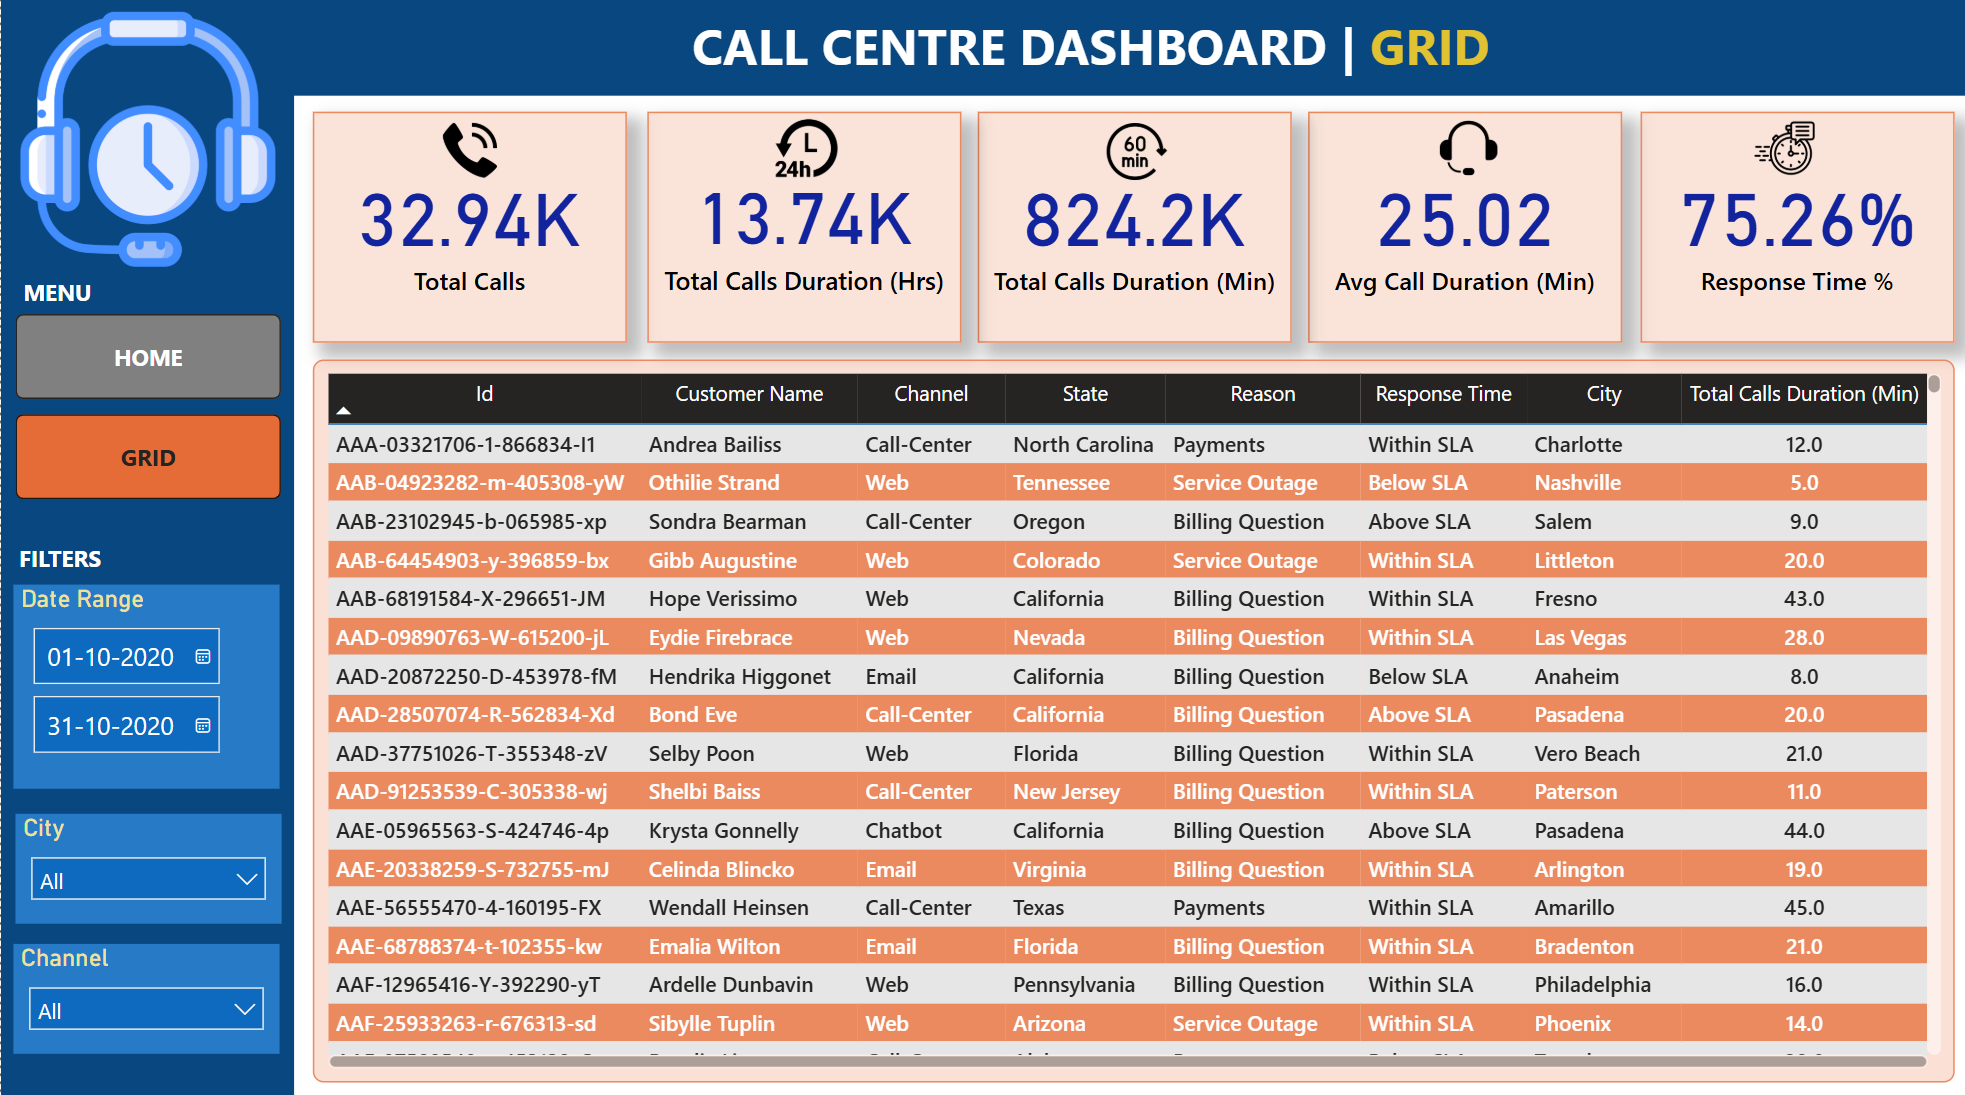 CALL CENTRE DASHBOARD | GRID
24h
60
min
32.94K
13.74K
824.2K
25.02
75.26%
Total Calls
Total Calls Duration (Hrs)
Total Calls Duration (Min)
Avg Call Duration (Min)
Response Time %
MENU
HOME
GRID
FILTERS
Date Range
01-10-2020
31-10-2020
City
All
Channel
All
Id Customer Name Channel State Reason Response Time City Total Calls Duration (Min)
AAA-03321706-1-866834-I1 Andrea Bailiss Call-Center North Carolina Payments Within SLA Charlotte 12.0
AAB-04923282-m-405308-yW Othilie Strand Web Tennessee Service Outage Below SLA Nashville 5.0
AAB-23102945-b-065985-xp Sondra Bearman Call-Center Oregon Billing Question Above SLA Salem 9.0
AAB-64454903-y-396859-bx Gibb Augustine Web Colorado Service Outage Within SLA Littleton 20.0
AAB-68191584-X-296651-JM Hope Verissimo Web California Billing Question Within SLA Fresno 43.0
AAD-09890763-W-615200-jL Eydie Firebrace Web Nevada Billing Question Within SLA Las Vegas 28.0
AAD-20872250-D-453978-fM Hendrika Higgonet Email California Billing Question Below SLA Anaheim 8.0
AAD-28507074-R-562834-Xd Bond Eve Call-Center California Billing Question Above SLA Pasadena 20.0
AAD-37751026-T-355348-zV Selby Poon Web Florida Billing Question Within SLA Vero Beach 21.0
AAD-91253539-C-305338-wj Shelbi Baiss Call-Center New Jersey Billing Question Within SLA Paterson 11.0
AAE-05965563-S-424746-4p Krysta Gonnelly Chatbot California Billing Question Above SLA Pasadena 44.0
AAE-20338259-S-732755-mJ Celinda Blincko Email Virginia Billing Question Within SLA Arlington 19.0
AAE-56555470-4-160195-FX Wendall Heinsen Call-Center Texas Payments Within SLA Amarillo 45.0
AAE-68788374-t-102355-kw Emalia Wilton Email Florida Billing Question Within SLA Bradenton 21.0
AAF-12965416-Y-392290-yT Ardelle Dunbavin Web Pennsylvania Billing Question Within SLA Philadelphia 16.0
AAF-25933263-r-676313-sd Sibylle Tuplin Web Arizona Service Outage Within SLA Phoenix 14.0